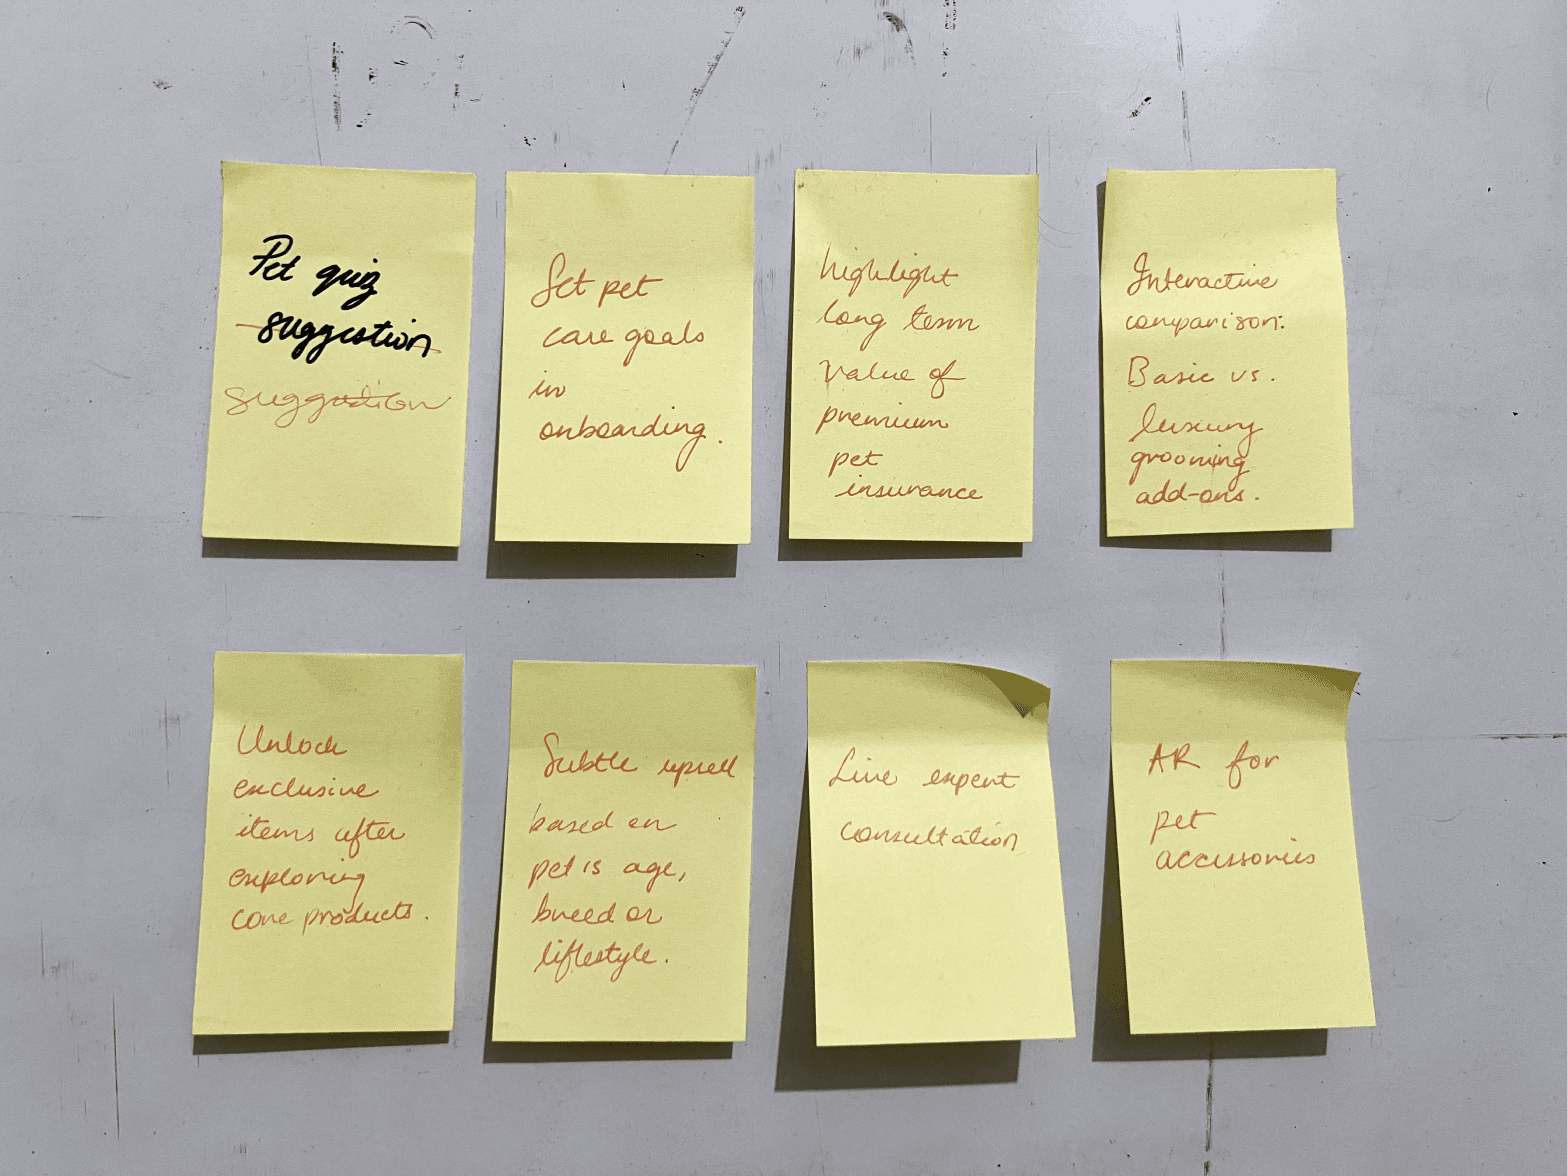 Pet quiz
suggestion
suggestion
Set pet
care goals
in
onboarding.
highlight
long term
value of
premium
pet
insurance
Interactive
comparison:
Basic vs.
luxury
grooming
add-ons.
Unlock
exclusive
items after
exploring
core products.
Subtle upsell
based on
pet is age,
breed or
liflestyle.
Live expert
consultation
AR for
pet
accessories